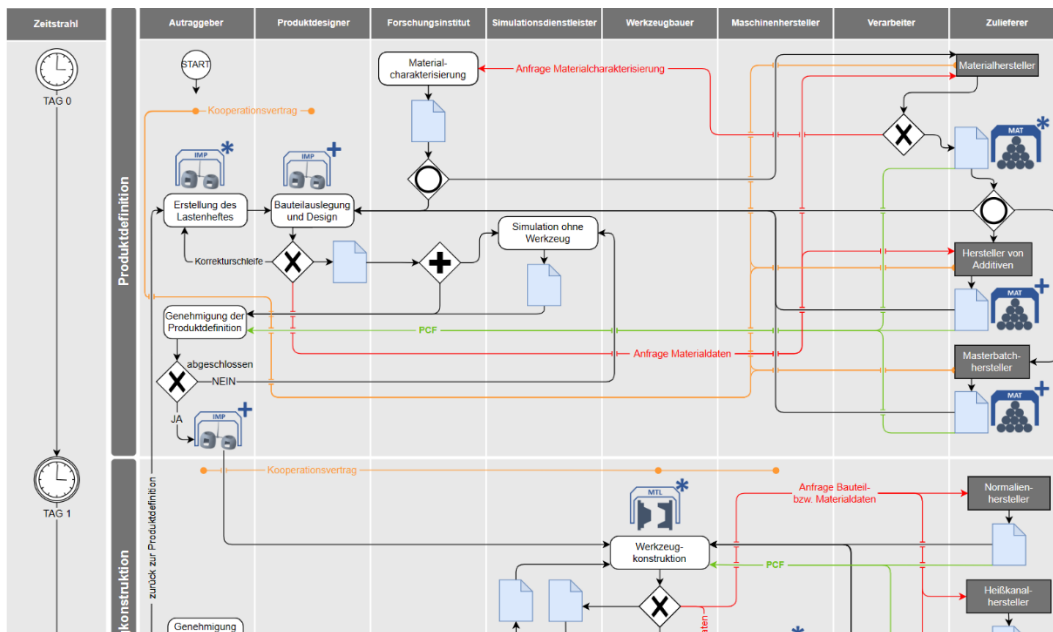 Zeitstrahl
Autraggeber
Produktdesigner
Forschungsinstitut
Simulationsdienstleister
Werkzeugbauer
Maschinenhersteller
Verarbeiter
Zulieferer
TAG 0
Produktdefinition
START
Material-
charakterisierung
Anfrage Materialcharakterisierung
Materialhersteller
Kooperationsvertrag
IMP
*
IMP
+
MAT
*
Erstellung des
Lastenheftes
Bauteilauslegung
und Design
Simulation ohne
Werkzeug
Korrekturschleife
Hersteller von
Additiven
MAT
+
Genehmigung der
Produktdefinition
PCF
Anfrage Materialdaten
Masterbatch-
hersteller
abgeschlossen
NEIN
JA
IMP
+
MAT
+
TAG 1
zurück zur Produktdefinition
Kooperationsvertrag
MTL
*
Anfrage Bauteil-
bzw. Materialdaten
Normalien-
hersteller
Werkzeug-
konstruktion
PCF
Heißkanal-
hersteller
gkonstruktion
Genehmigung
aten
*